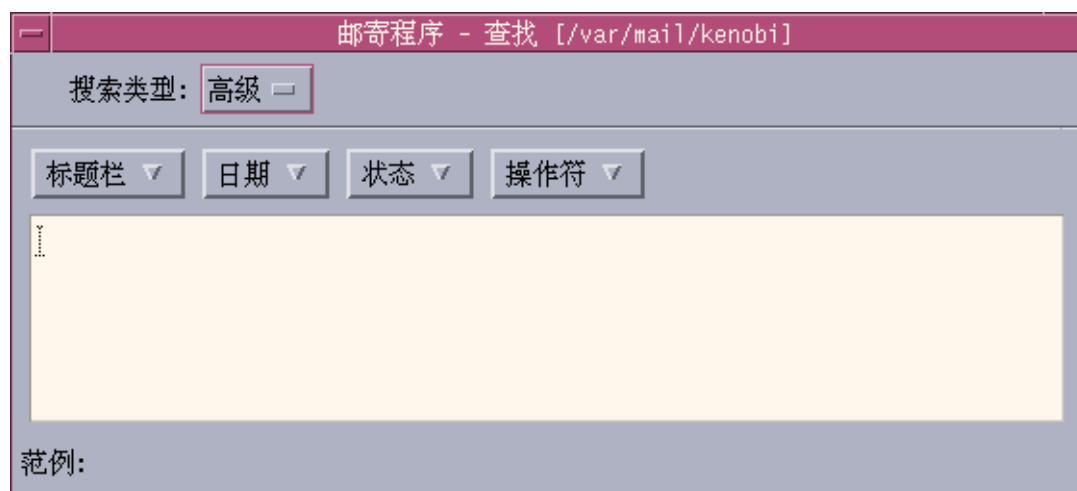 邮寄程序 - 查找 [/var/mail/kenobi]
搜索类型: 高级
标题栏 日期 状态 操作符
范例: